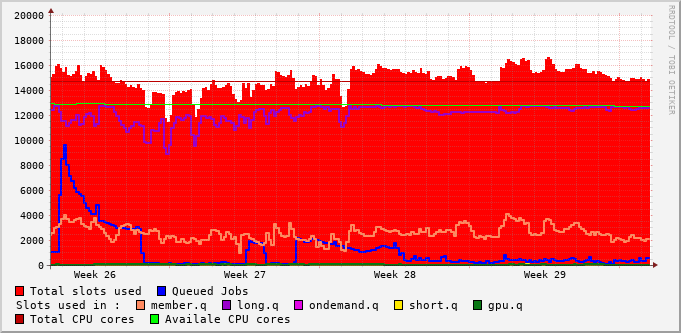 20000
18000
16000
14000
12000
10000
8000
6000
4000
2000
0
Week 26 Week 27 Week 28 Week 29
Total slots used Queued Jobs
Slots used in : member.q long.q ondemand.q short.q gpu.q
Total CPU cores Availale CPU cores
RRDTOOL / TOBI OETIKER